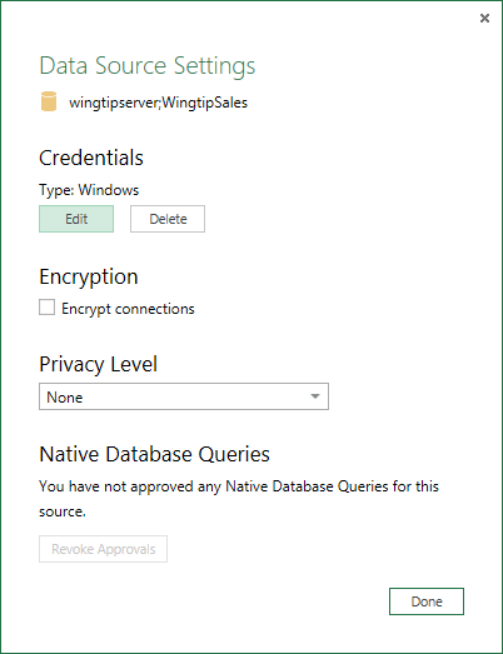 Data Source Settings
wingtipserver;WingtipSales
Credentials
Type: Windows
Edit Delete
Encryption
Encrypt connections
Privacy Level
None
Native Database Queries
You have not approved any Native Database Queries for this
source.
Revoke Approvals
Done